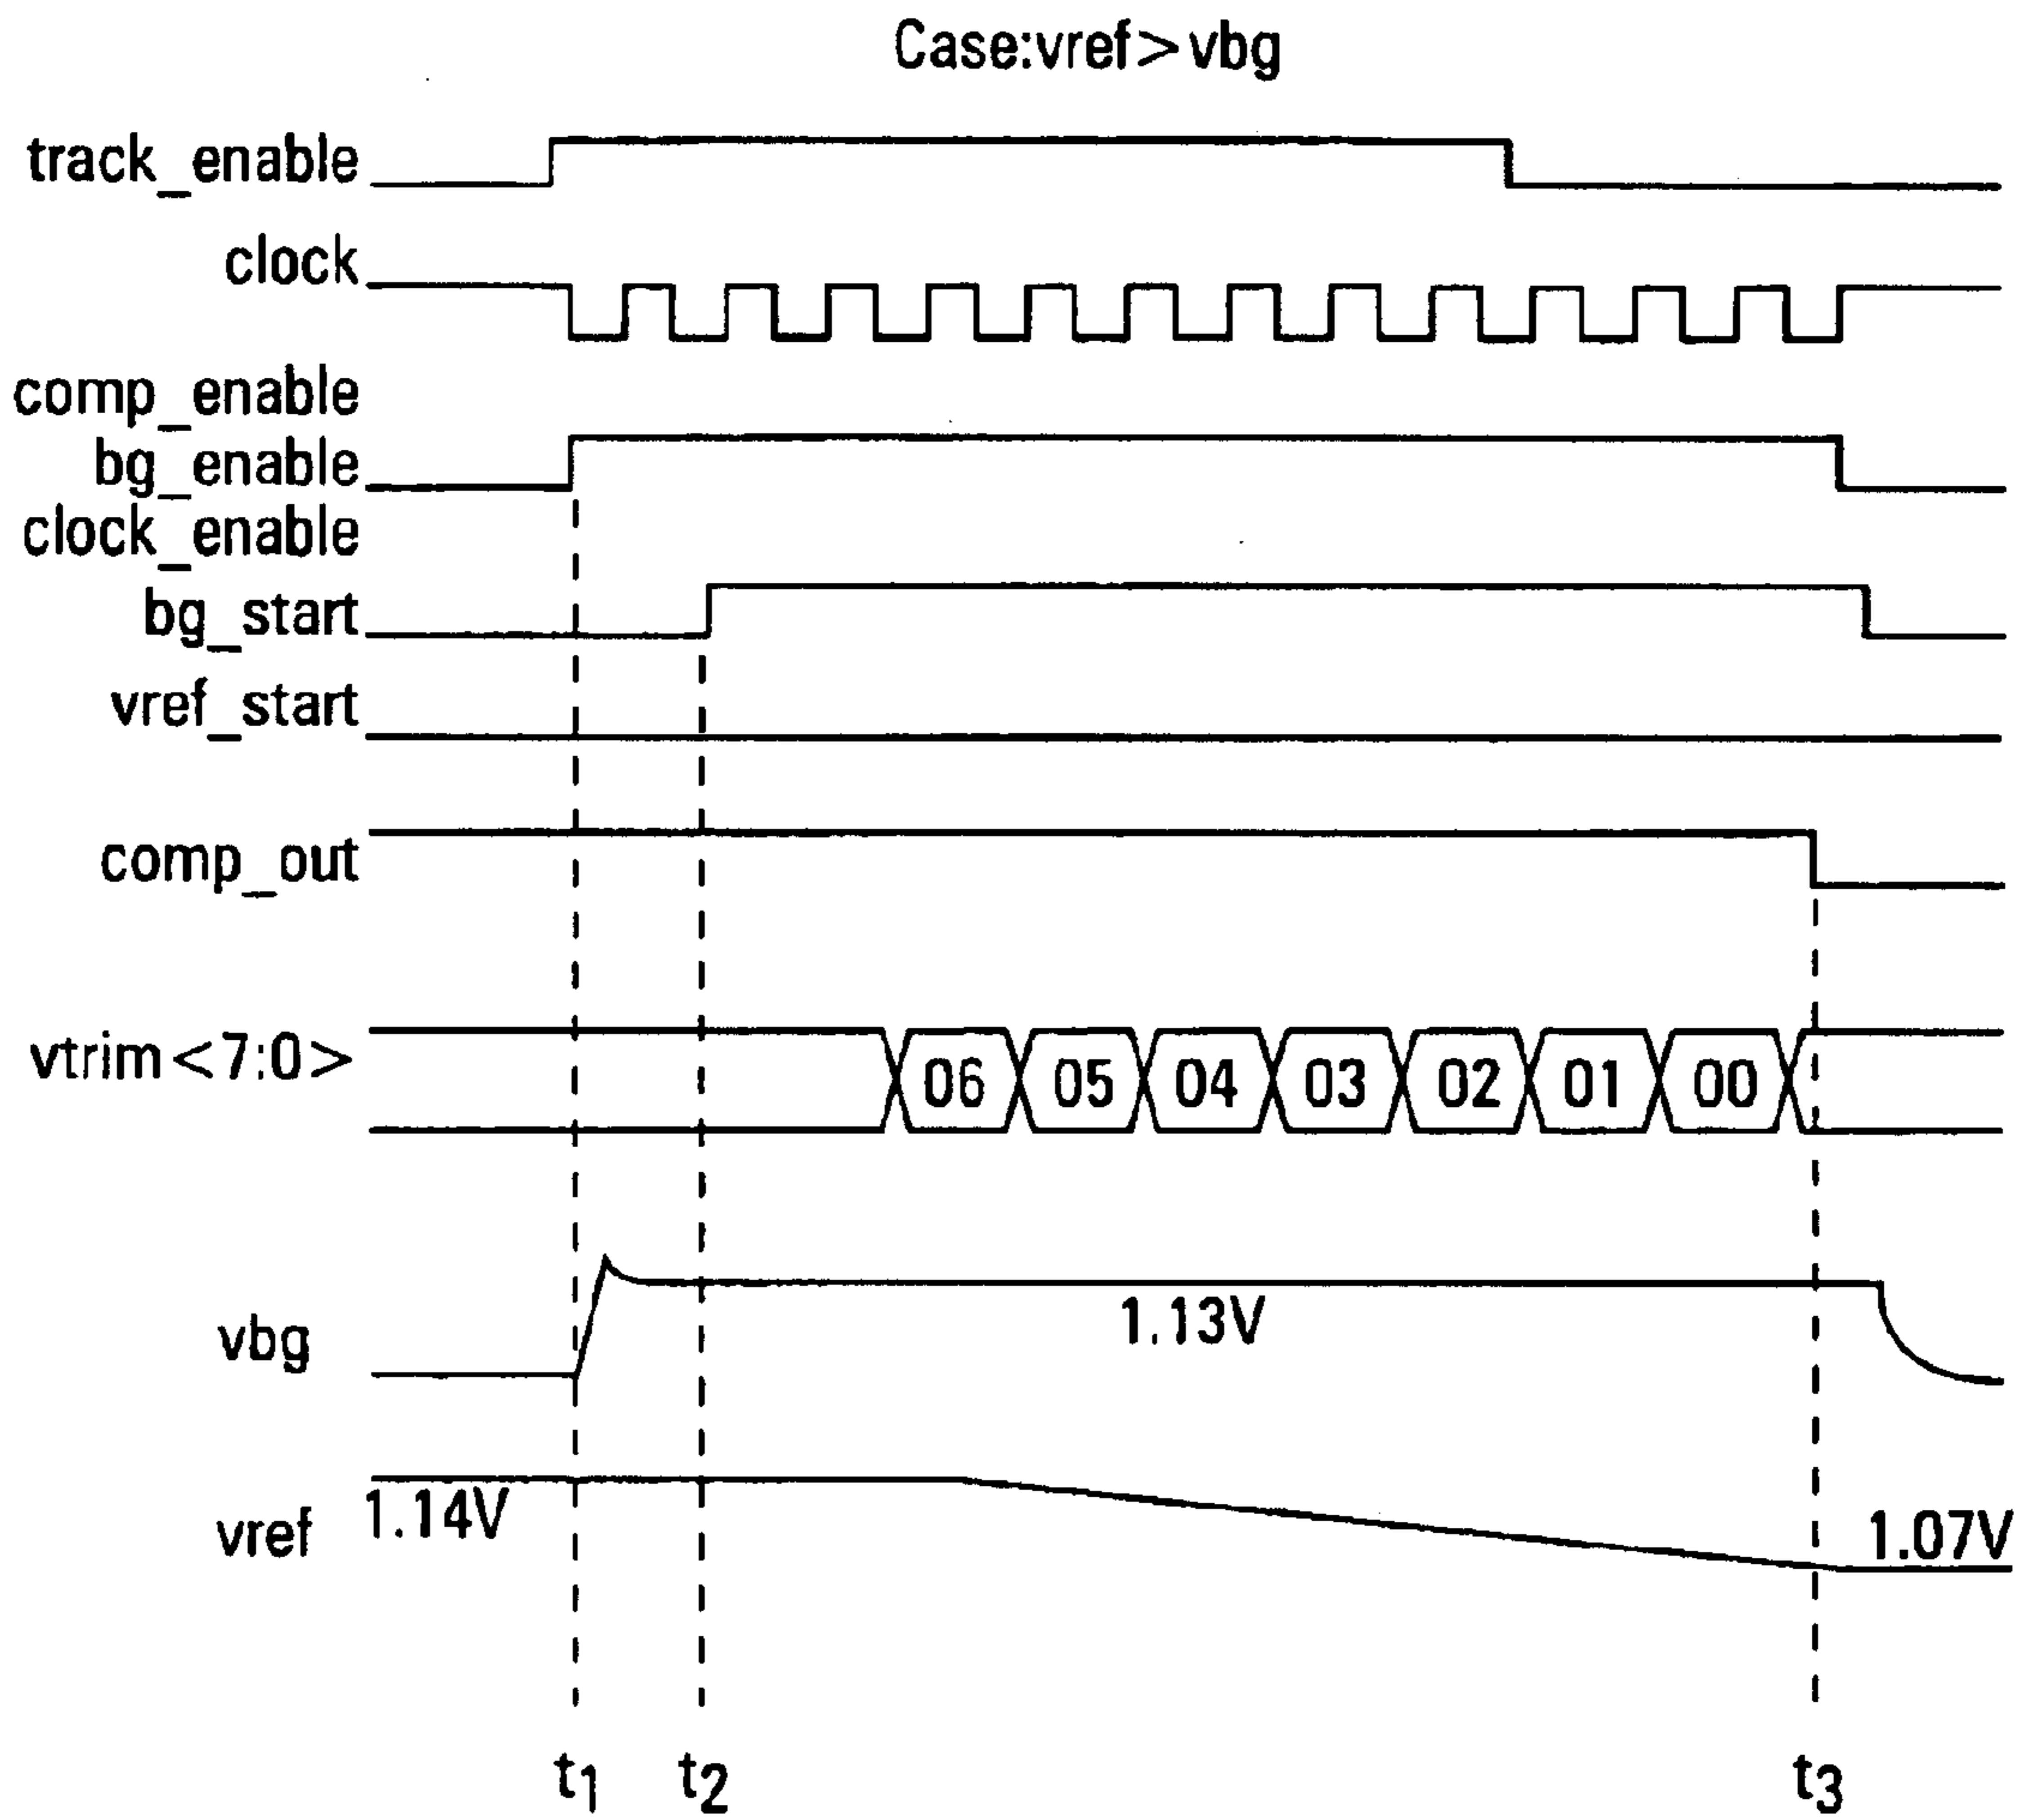 Case:vref>vbg
track_enable
clock
comp_enable
bg_enable
clock_enable
bg_start
vref_start
comp_out
vtrim<7:0> 06 05 04 03 02 01 00
vbg 1.13V
vref 1.14V 1.07V
t1 t2 t3